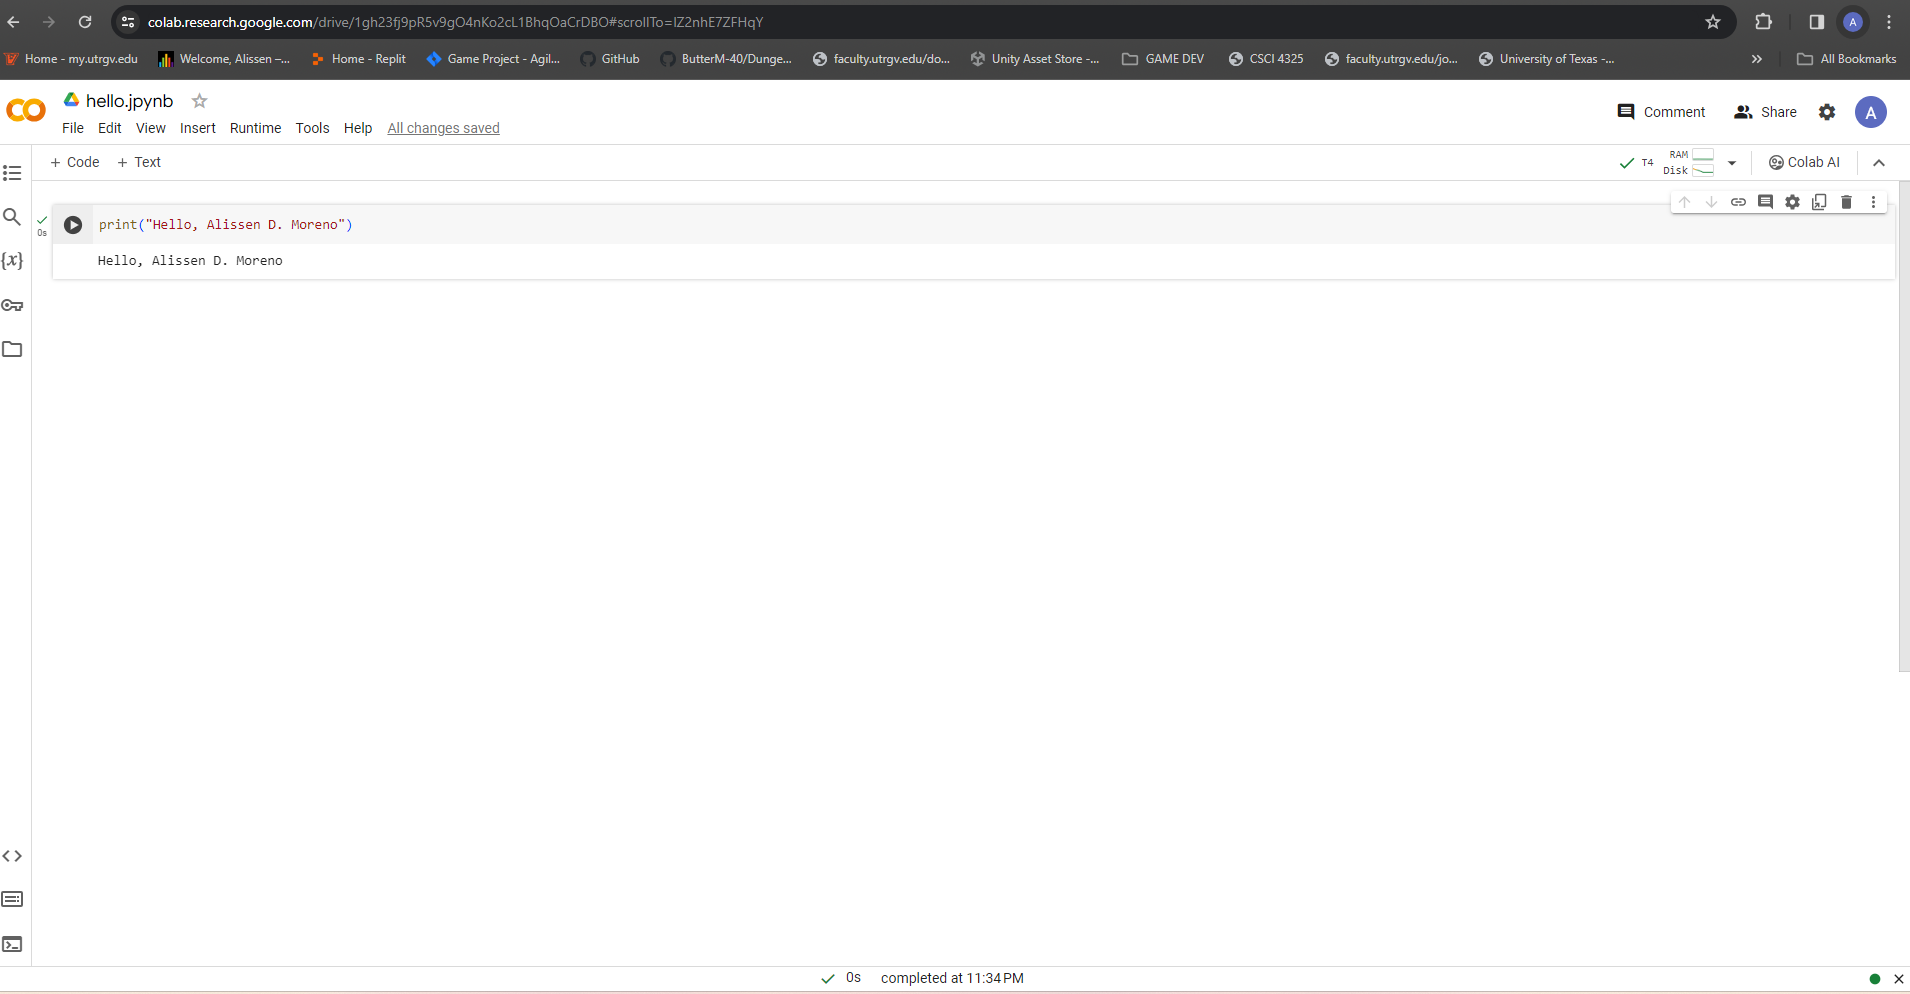 colab.research.google.com/drive/1gh23fj9pR5v9gO4nKo2cL1BhqOaCrDBO#scrollTo=IZ2nhE7ZFHqY
A
Home - my.utrgv.edu Welcome, Alissen –... Home - Replit Game Project - Agil... GitHub ButterM-40/Dunge... faculty.utrgv.edu/do... Unity Asset Store -... GAME DEV CSCI 4325 faculty.utrgv.edu/jo... University of Texas -... » All Bookmarks
CO hello.jpynb
File Edit View Insert Runtime Tools Help All changes saved
Comment Share A
+ Code + Text
T4 RAM
Disk
Colab AI
0s
print("Hello, Alissen D. Moreno")
Hello, Alissen D. Moreno
{x}
0s completed at 11:34 PM